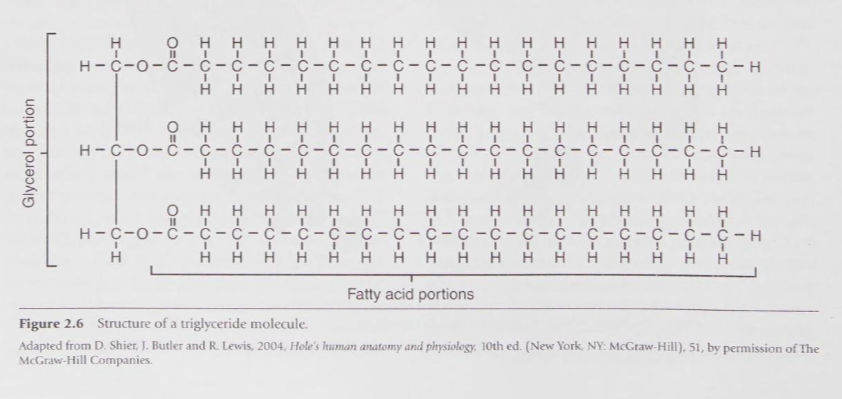 H O H H H H H H H H H H H H H H H H H
H-C-O-C-C-C-C-C-C-C-C-C-C-C-C-C-C-C-C-C-C-H
H H H H H H H H H H H H H H H H H
O H H H H H H H H H H H H H H H H H
H-C-O-C-C-C-C-C-C-C-C-C-C-C-C-C-C-C-C-C-C-H
H H H H H H H H H H H H H H H H H
O H H H H H H H H H H H H H H H H H
H-C-O-C-C-C-C-C-C-C-C-C-C-C-C-C-C-C-C-C-C-H
H H H H H H H H H H H H H H H H H H
Glycerol portion
Fatty acid portions
Figure 2.6 Structure of a triglyceride molecule.
Adapted from D. Shier, J. Butler and R. Lewis, 2004, Hole's human anatomy and physiology, 10th ed. (New York, NY: McGraw-Hill), 51, by permission of The
McGraw-Hill Companies.